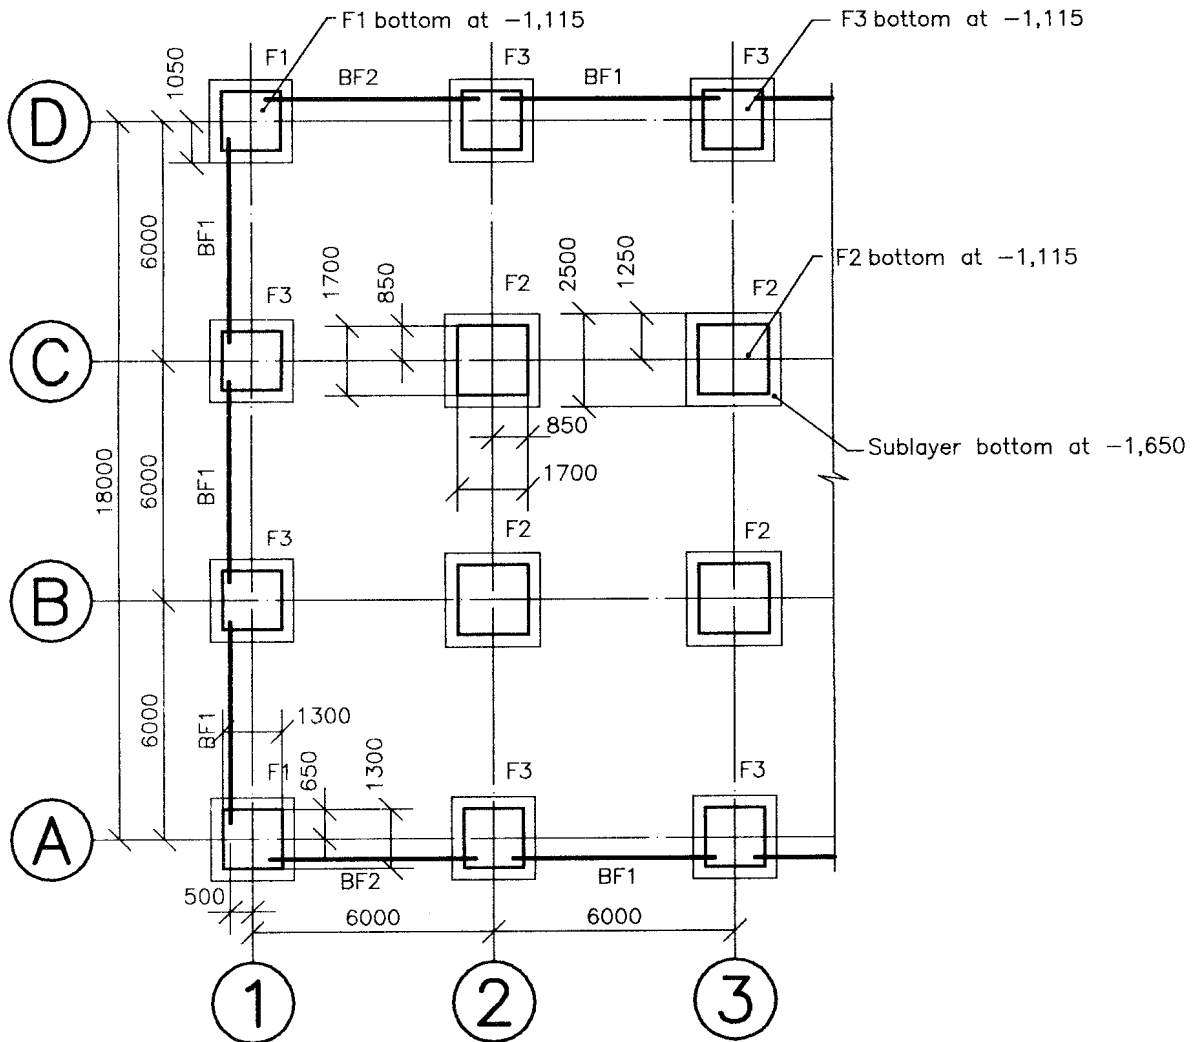 F1 bottom at −1,115
F3 bottom at −1,115
F1
F3
F3
1050
BF2
BF1
D
BF1
6000
F2 bottom at −1,115
1700
850
2500
1250
F3
F2
F2
C
850
Sublayer bottom at −1,650
1700
18000
6000
BF1
F3
F2
F2
B
6000
BF1
1300
650
1300
F1
F3
F3
A
BF2
BF1
500
6000
6000
1
2
3